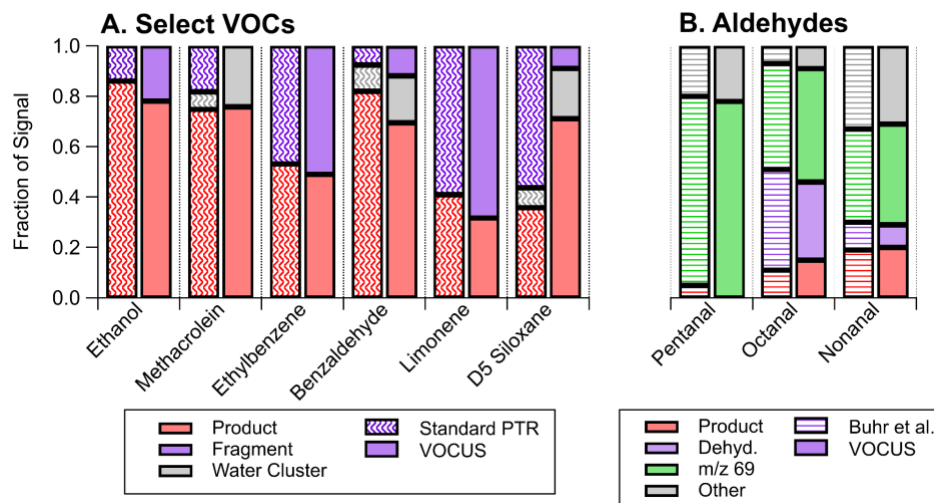 A. Select VOCs
B. Aldehydes
Fraction of Signal
1.0
0.8
0.6
0.4
0.2
0.0
Ethanol
Methacrolein
Ethylbenzene
Benzaldehyde
Limonene
D5 Siloxane
Pentanal
Octanal
Nonanal
Product
Fragment
Water Cluster
Standard PTR
VOCUS
Product
Dehyd.
m/z 69
Other
Buhr et al.
VOCUS